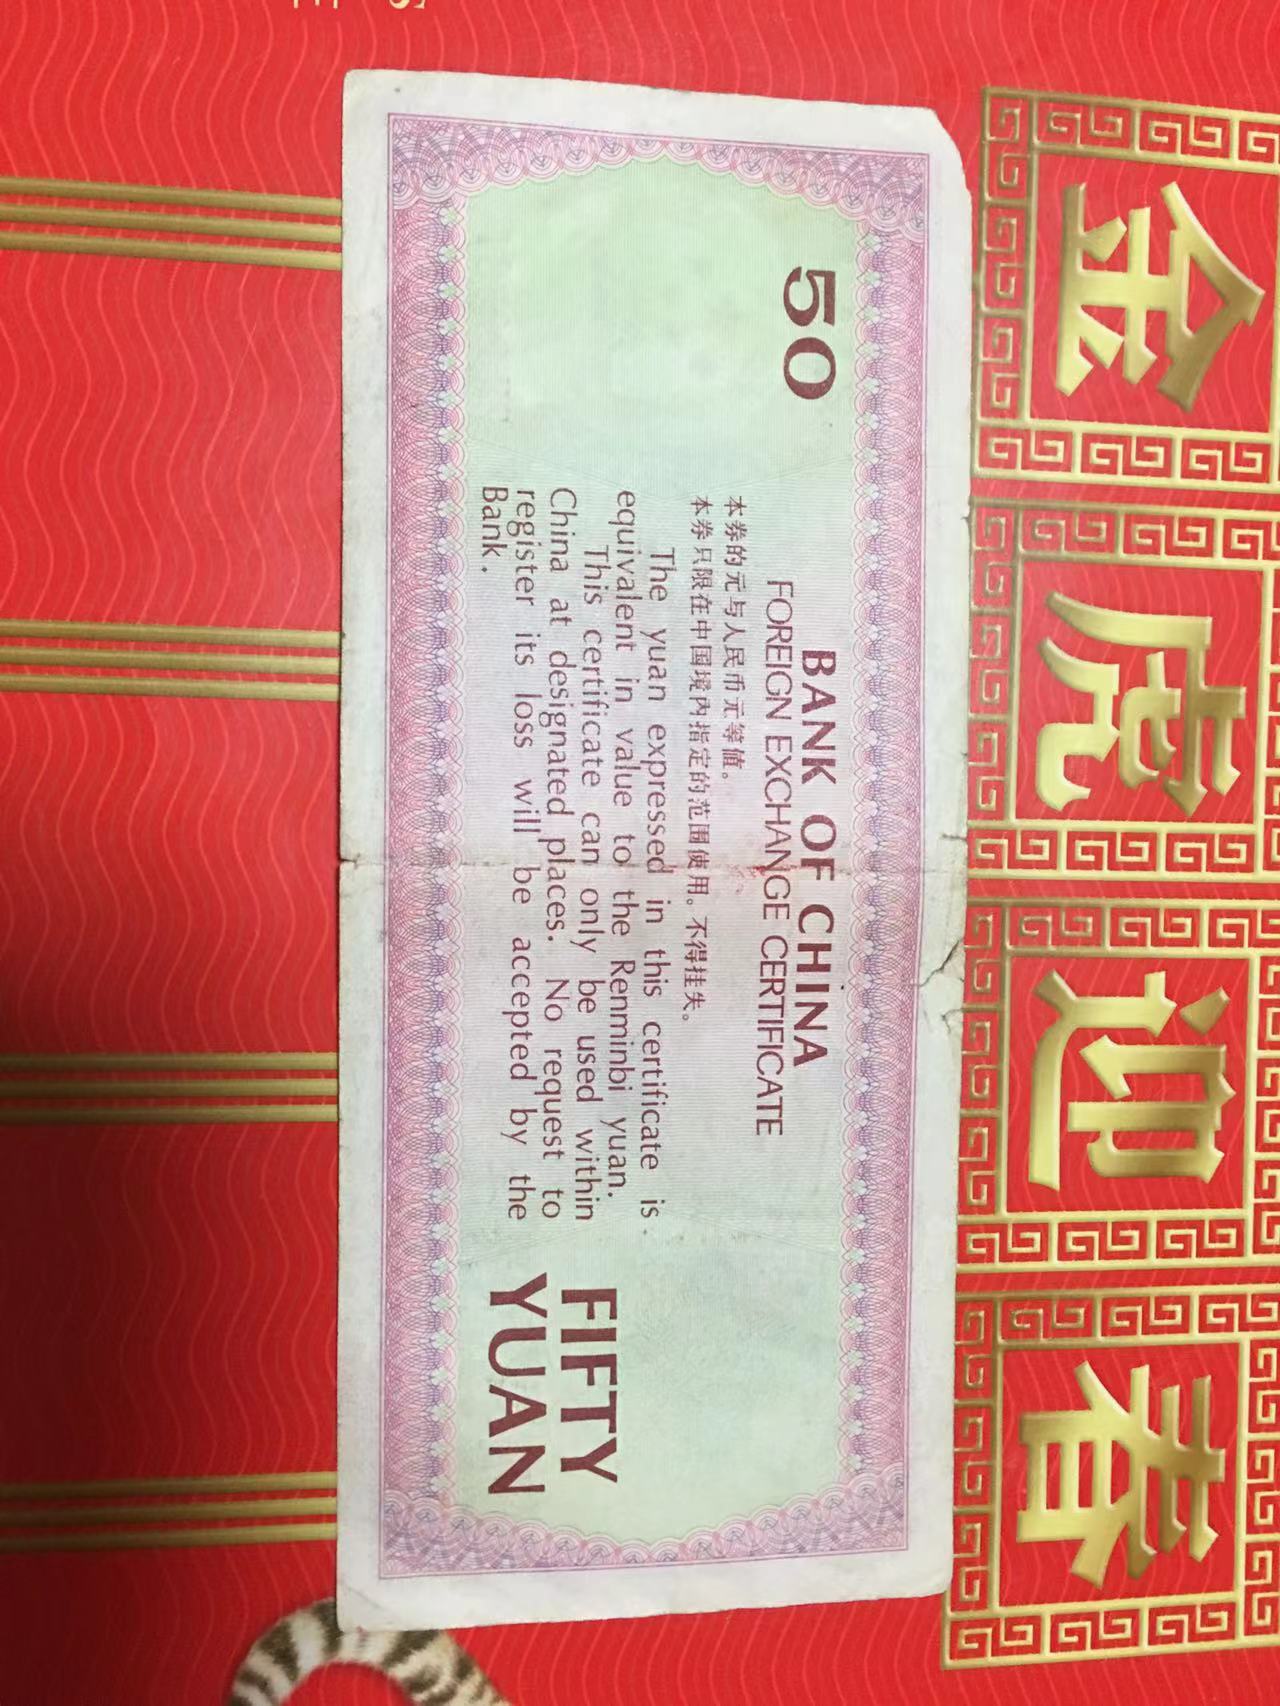 金虎迎春
50
BANK OF CHINA
FOREIGN EXCHANGE CERTIFICATE
本券的元与人民币元等值。
本券只限在中国境内指定的范围使用。不得挂失。
The yuan expressed in this certificate is
equivalent in value to the Renminbi yuan.
This certificate can only be used within
China at designated places. No request to
register its loss will be accepted by the
Bank.
FIFTY
YUAN